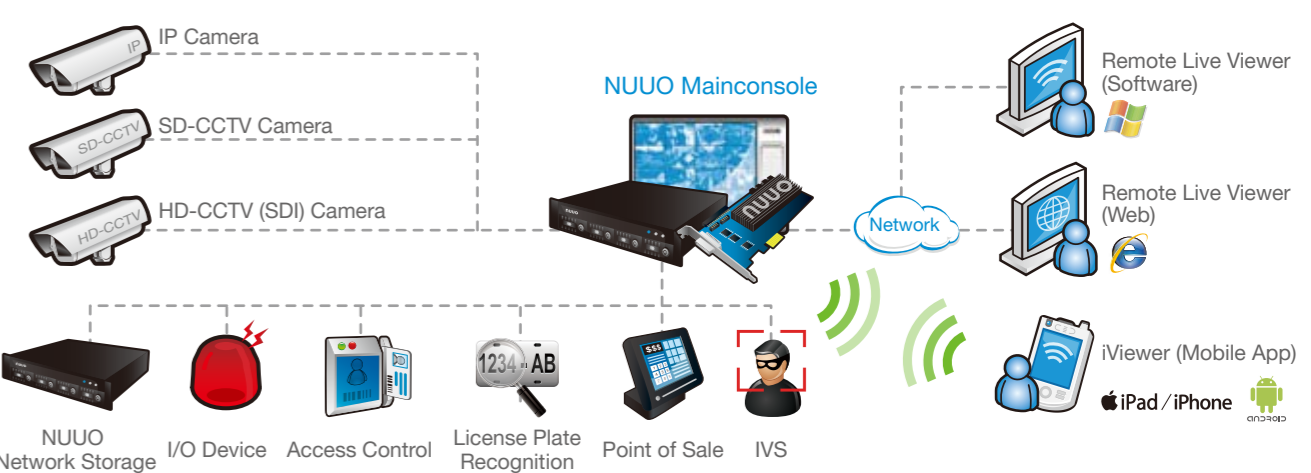 IP Camera
IP
SD-CCTV Camera
SD-CCTV
HD-CCTV (SDI) Camera
HD-CCTV
NUUO Mainconsole
NUUO
nuuo
Network
Remote Live Viewer
(Software)
Remote Live Viewer
(Web)
iViewer (Mobile App)
iPad / iPhone
ANDROID
1234 - AB
$$$
NUUO
Network Storage
I/O Device
Access Control
License Plate
Recognition
Point of Sale
IVS